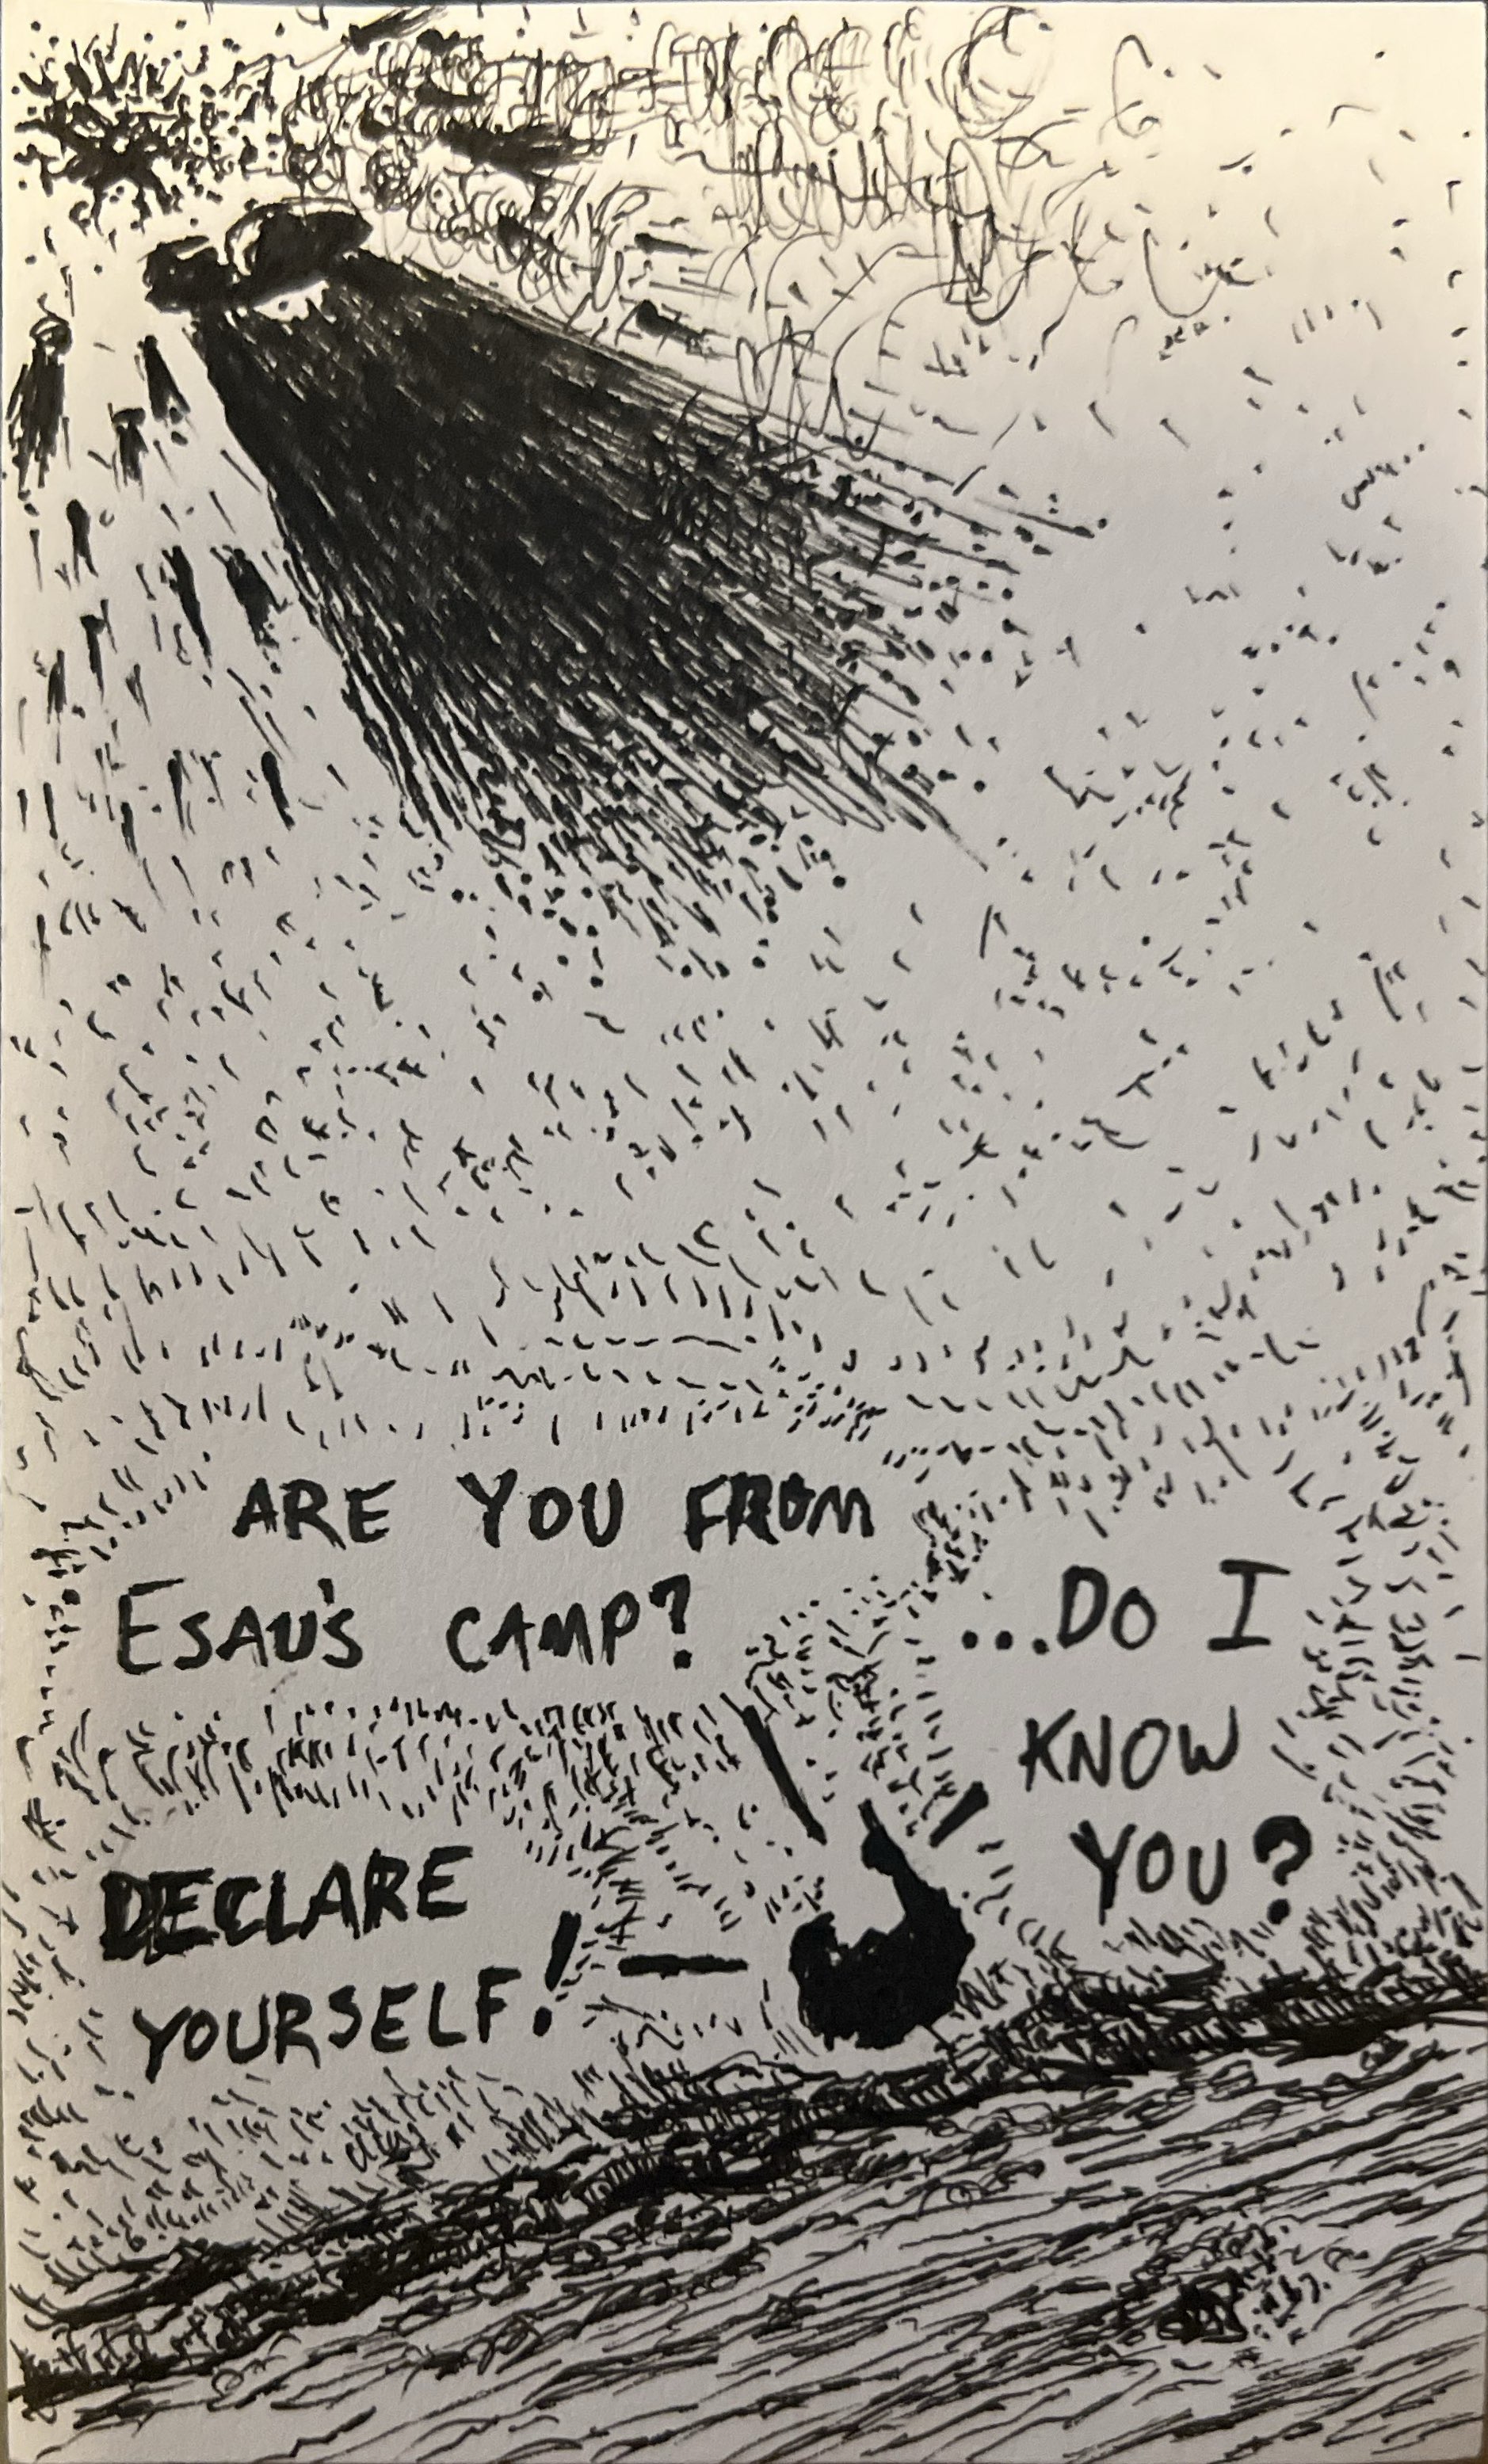 ARE YOU FROM
ESAU'S CAMP?
DECLARE
YOURSELF!
...DO I
KNOW
YOU?